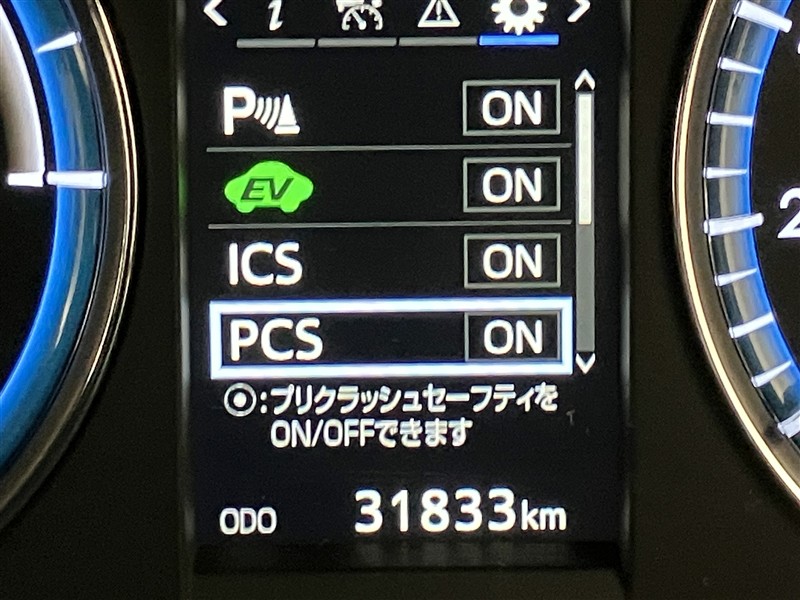 i
P ON
EV ON
ICS ON
PCS ON
:プリクラッシュセーフティを
ON/OFFできます
ODO 31833km
2